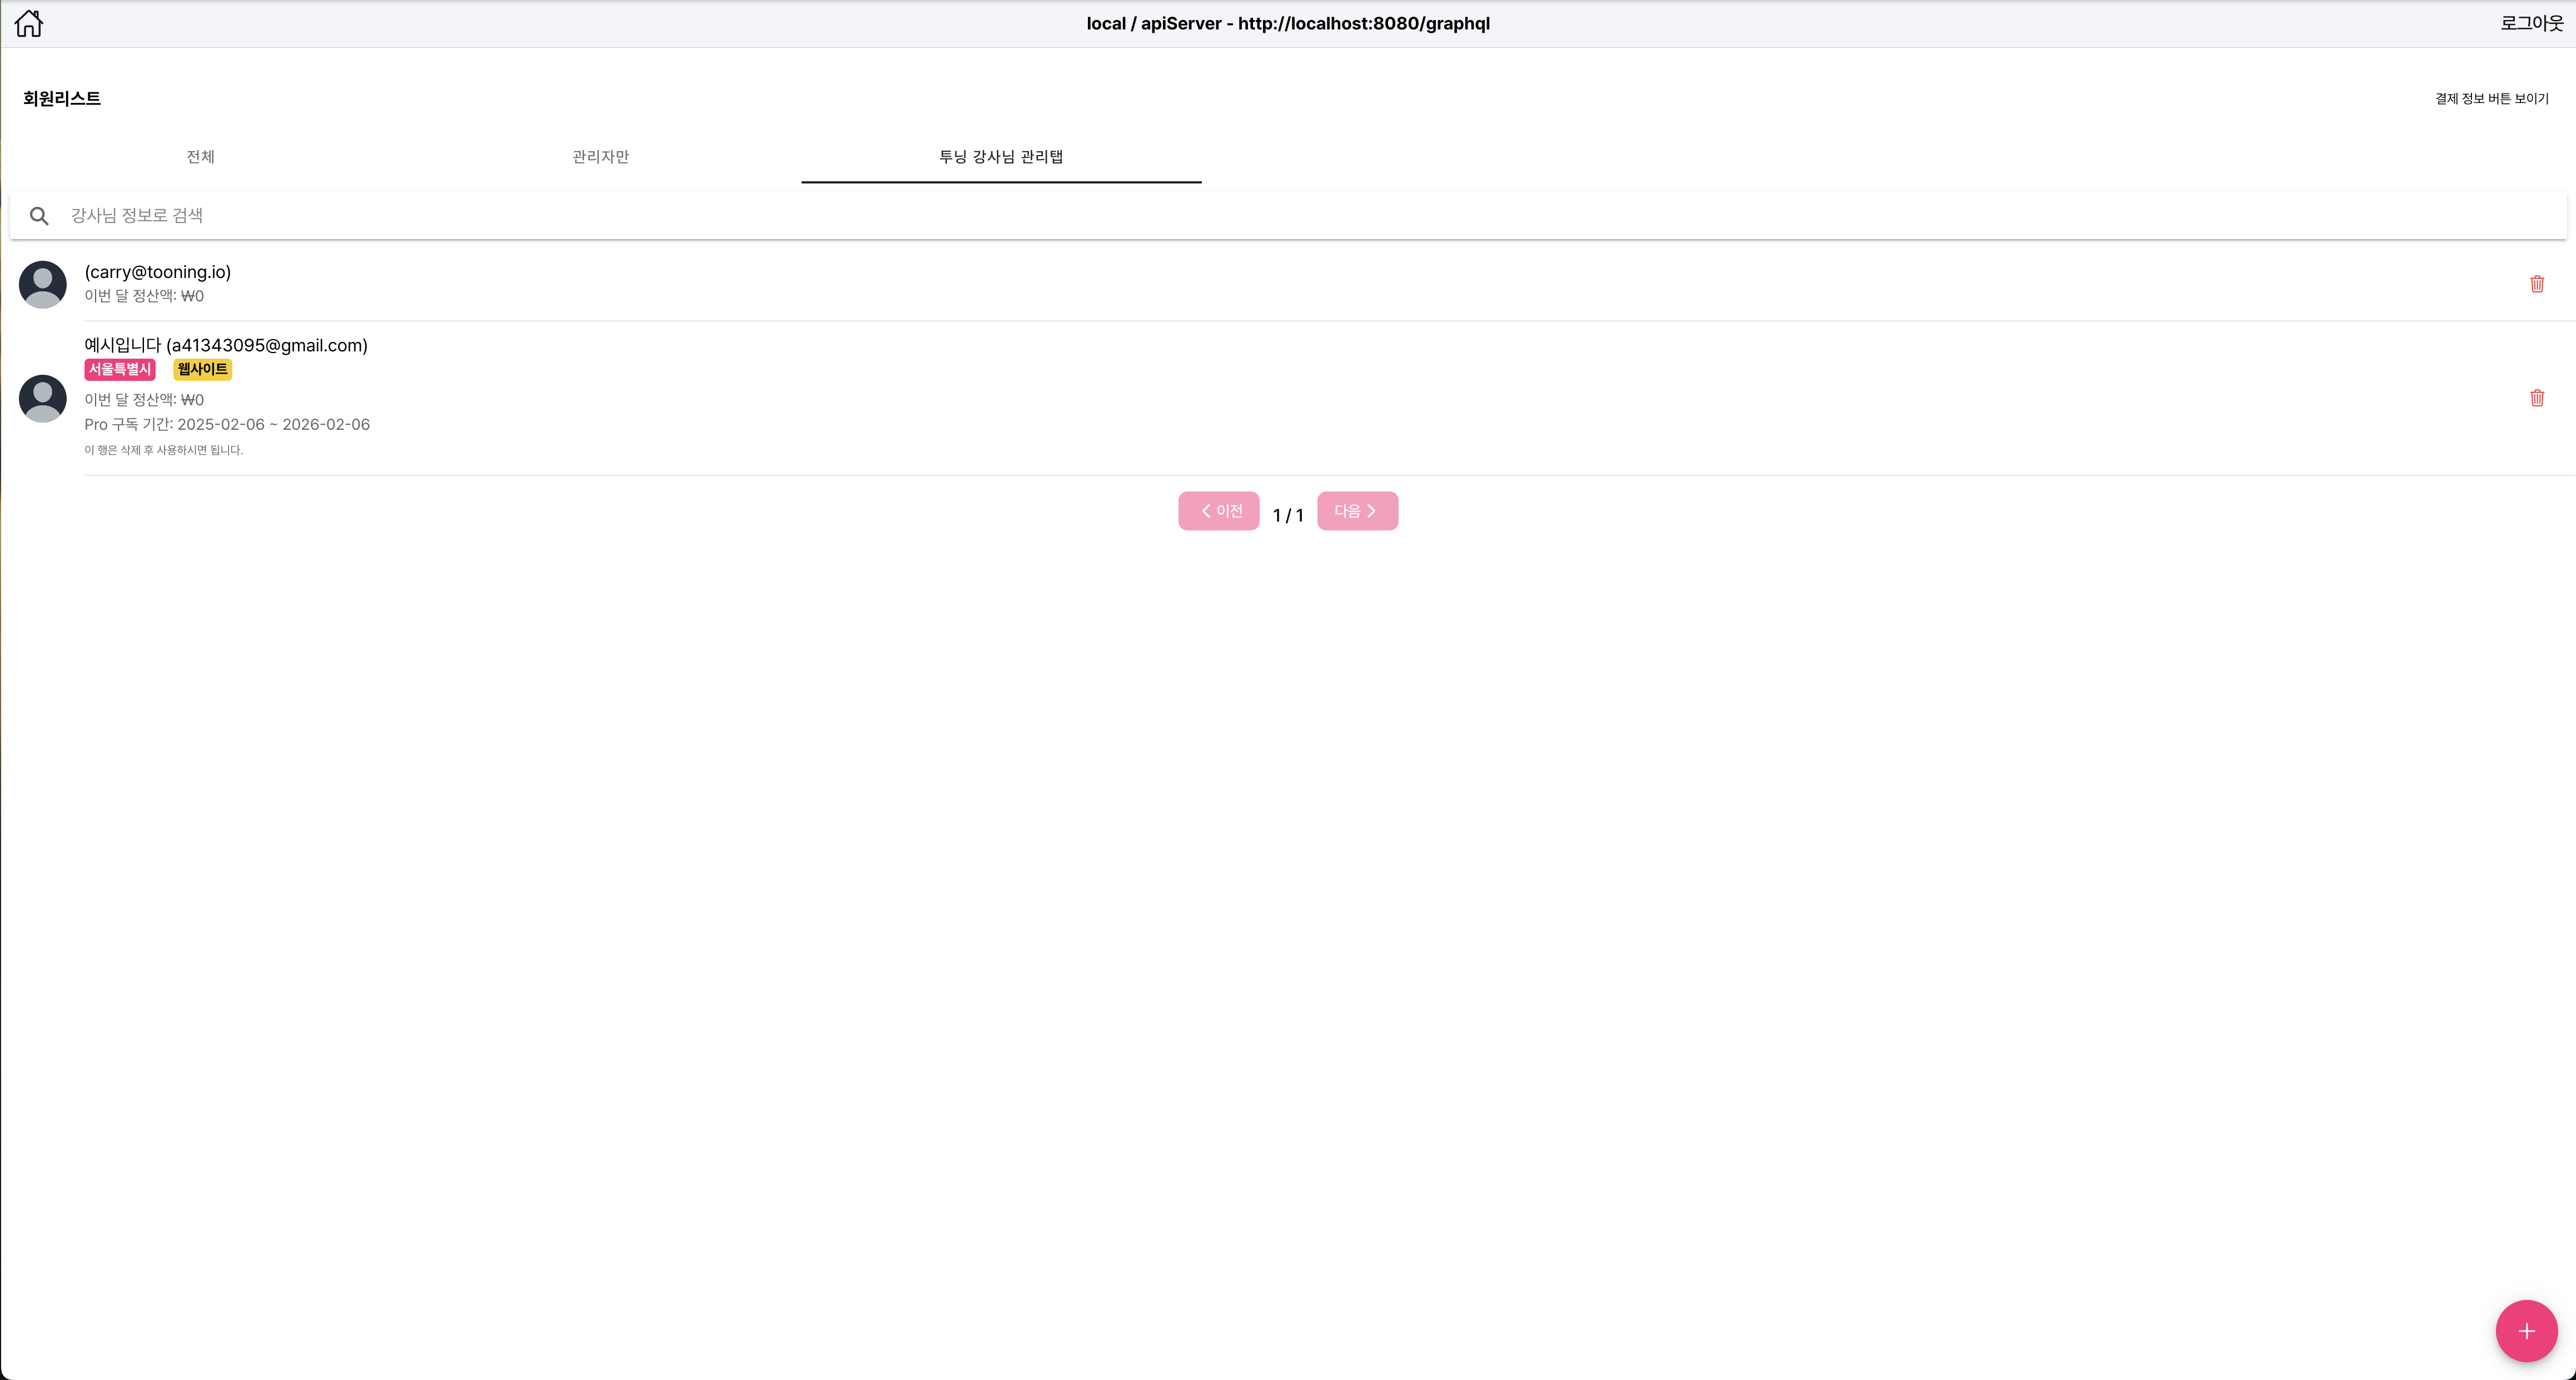 local / apiServer - http://localhost:8080/graphql
로그아웃
회원리스트
결제 정보 버튼 보이기
전체
관리자만
투닝 강사님 관리탭
강사님 정보로 검색
(carry@tooning.io)
이번 달 정산액: ₩0
예시입니다 (a41343095@gmail.com)
서울특별시 웹사이트
이번 달 정산액: ₩0
Pro 구독 기간: 2025-02-06 ~ 2026-02-06
이 행은 삭제 후 사용하시면 됩니다.
이전
1 / 1
다음